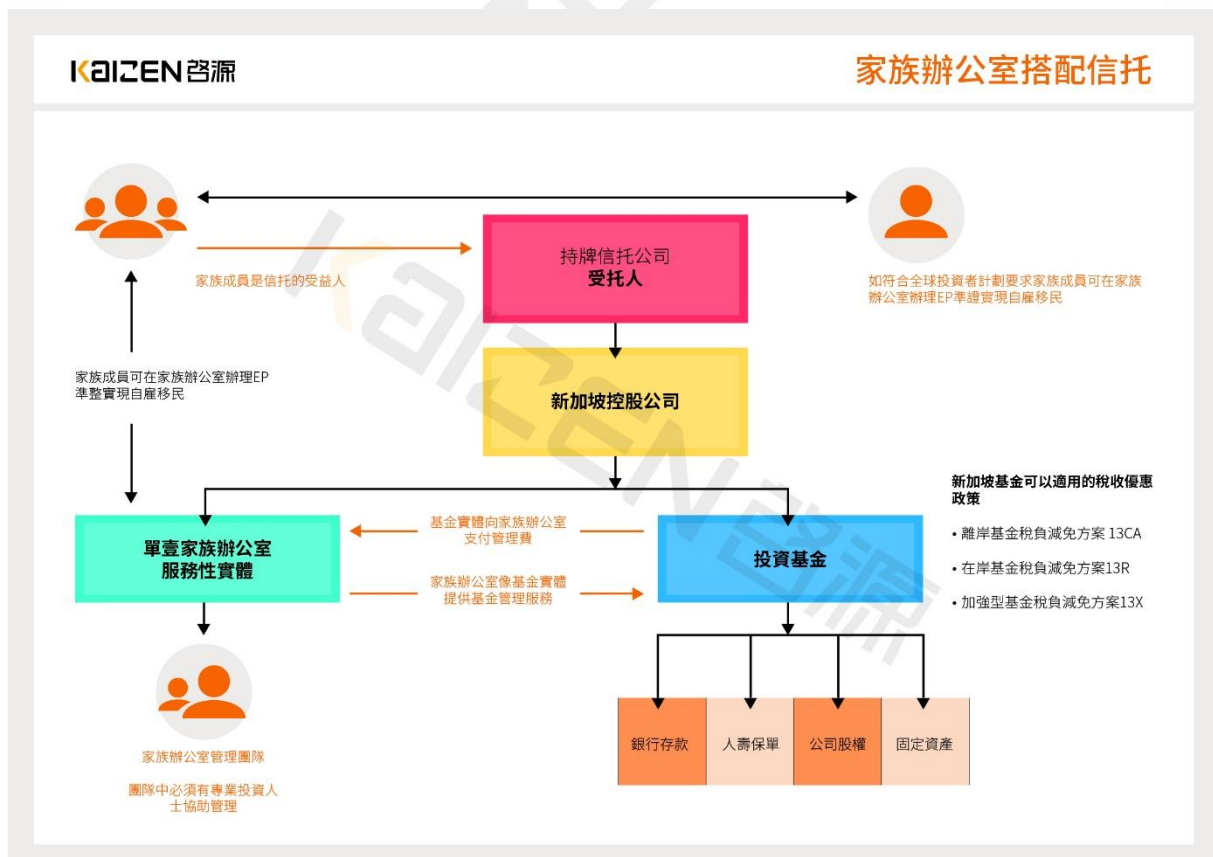 KaiZEN 啓源
家族辦公室搭配信托
持牌信托公司
受托人
家族成員是信托的受益人
如符合全球投資者計劃要求家族成員可在家族
辦公室辦理EP準證實現自雇移民
家族成員可在家族辦公室辦理EP
準整實現自雇移民
新加坡控股公司
新加坡基金可以適用的稅收優惠
政策
• 離岸基金稅負減免方案 13CA
• 在岸基金稅負減免方案13R
• 加強型基金稅負減免方案13X
單壹家族辦公室
服務性實體
基金實體向家族辦公室
支付管理費
家族辦公室像基金實體
提供基金管理服務
投資基金
家族辦公室管理團隊
團隊中必須有專業投資人
士協助管理
銀行存款
人壽保單
公司股權
固定資產
KaiZEN 啓源